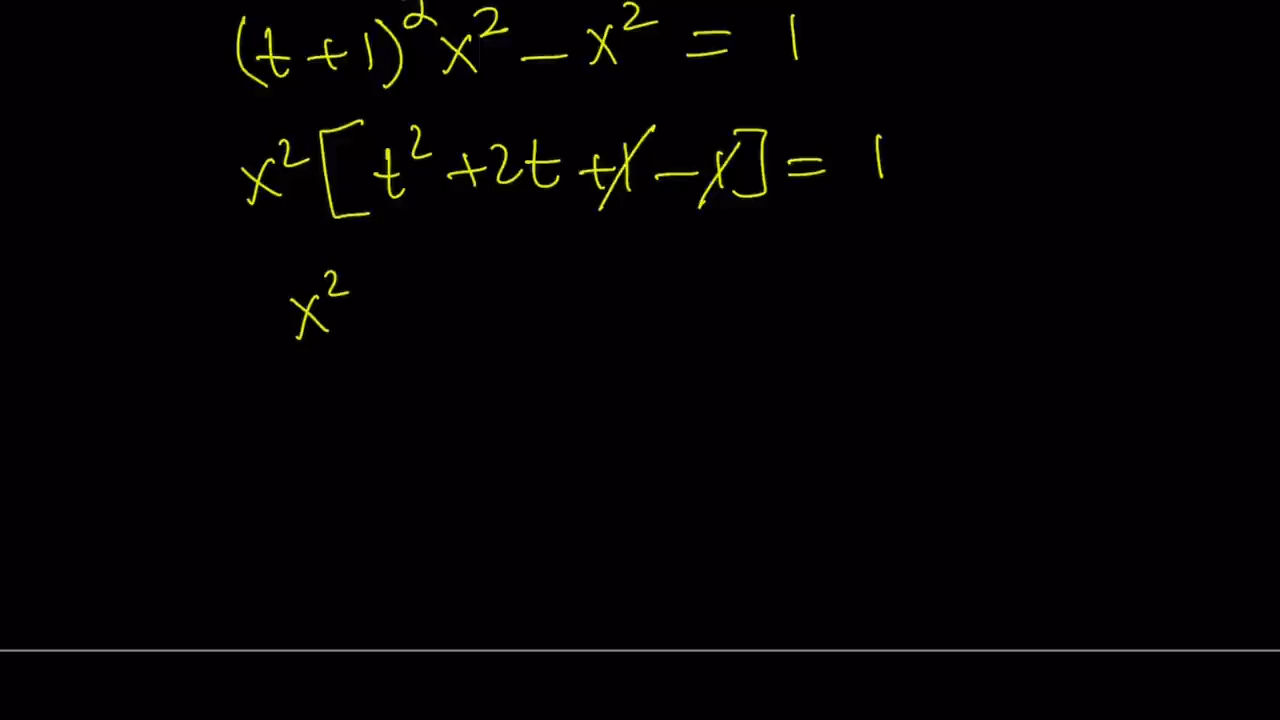 (t+1)²x² − x² = 1
x² [t² + 2t + 1 − 1] = 1
x²